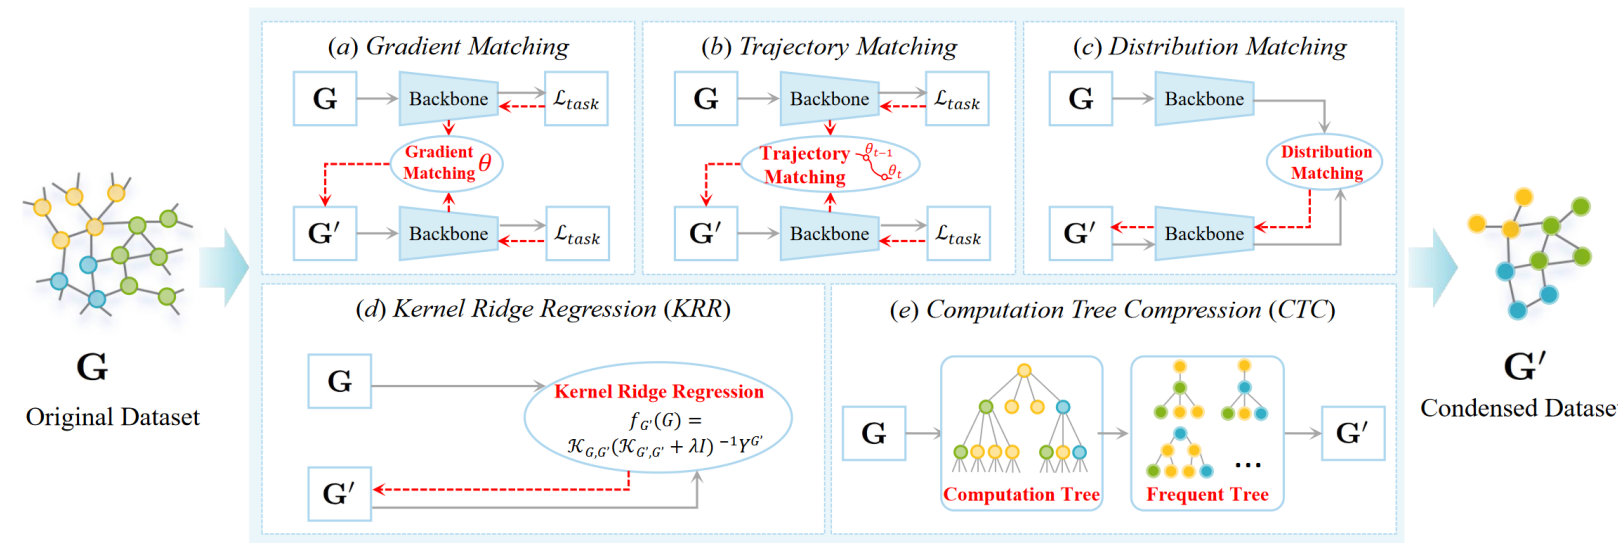 (a) Gradient Matching
G
Backbone
ℒtask
Gradient
Matching θ
G′
Backbone
ℒtask
(b) Trajectory Matching
G
Backbone
ℒtask
Trajectory
Matching
θt−1
θt
G′
Backbone
ℒtask
(c) Distribution Matching
G
Backbone
Distribution
Matching
G′
Backbone
G
Original Dataset
(d) Kernel Ridge Regression (KRR)
G
Kernel Ridge Regression
fG′(G) =
𝒦G,G′(𝒦G′,G′ + λI) −1YG′
G′
(e) Computation Tree Compression (CTC)
G
Computation Tree
...
Frequent Tree
G′
G′
Condensed Dataset